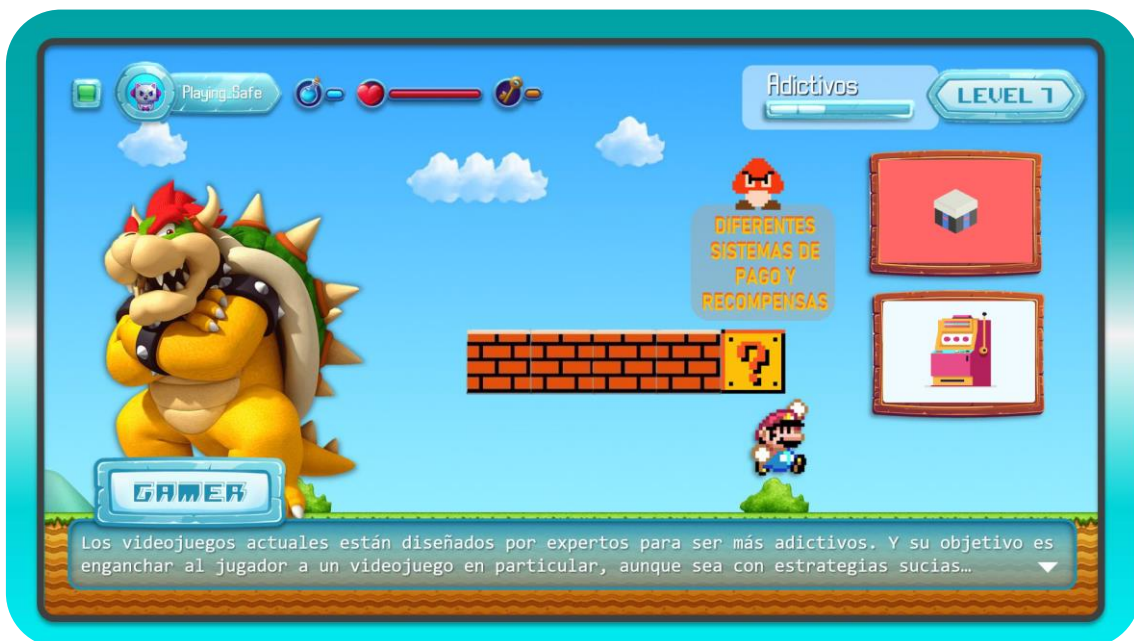 Playing_Safe
Adictivos
LEVEL 1
DIFERENTES
SISTEMAS DE
PAGO Y
RECOMPENSAS
?
GAMER
Los videojuegos actuales están diseñados por expertos para ser más adictivos. Y su objetivo es
enganchar al jugador a un videojuego en particular, aunque sea con estrategias sucias…